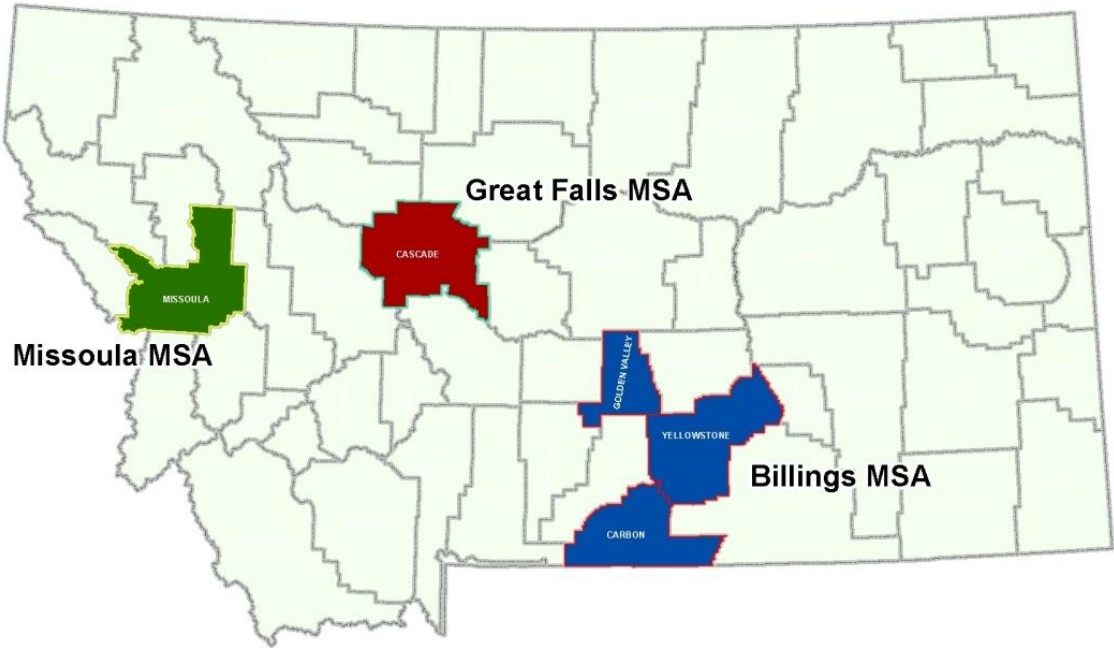 Great Falls MSA
CASCADE
MISSOULA
Missoula MSA
GOLDEN VALLEY
YELLOWSTONE
Billings MSA
CARBON